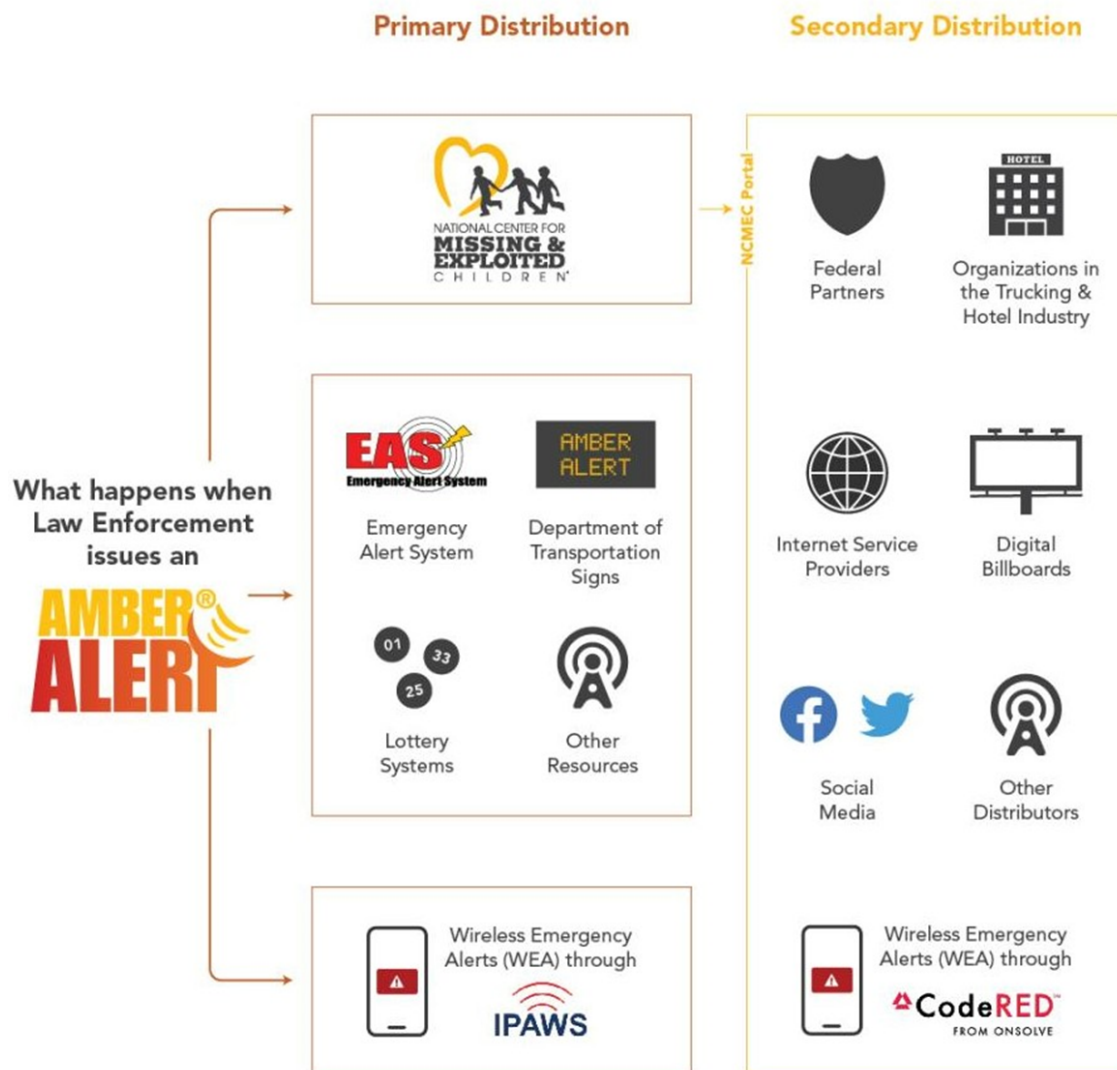 Primary Distribution
Secondary Distribution
NATIONAL CENTER FOR
MISSING &
EXPLOITED
CHILDREN®
NCMEC Portal
HOTEL
Federal
Partners
Organizations in
the Trucking &
Hotel Industry
What happens when
Law Enforcement
issues an
AMBER®
ALERT
EAS
Emergency Alert System
AMBER
ALERT
Emergency
Alert System
Department of
Transportation
Signs
01
33
25
Lottery
Systems
Other
Resources
Internet Service
Providers
Digital
Billboards
Social
Media
Other
Distributors
Wireless Emergency
Alerts (WEA) through
IPAWS
Wireless Emergency
Alerts (WEA) through
CodeRED™
FROM ONSOLVE